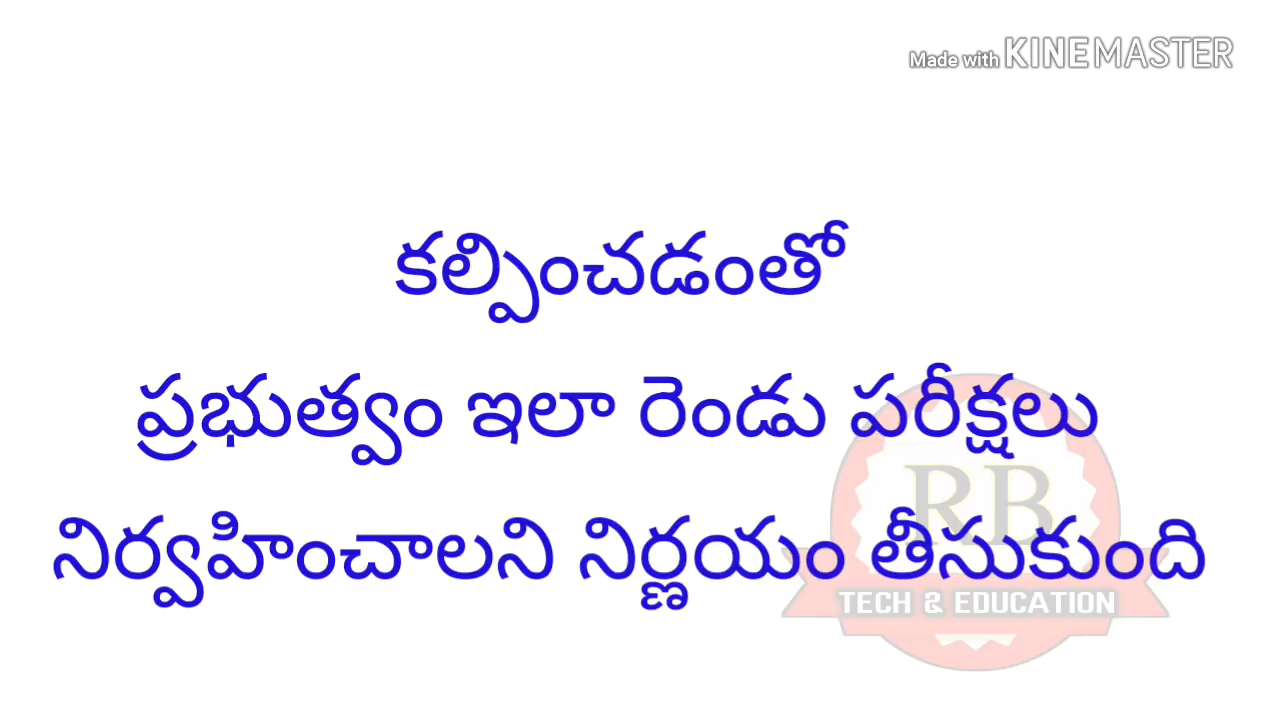 Made with KINEMASTER
కల్పించడంతో
ప్రభుత్వం ఇలా రెండు పరీక్షలు
నిర్వహించాలని నిర్ణయం తీసుకుంది
RB
TECH & EDUCATION